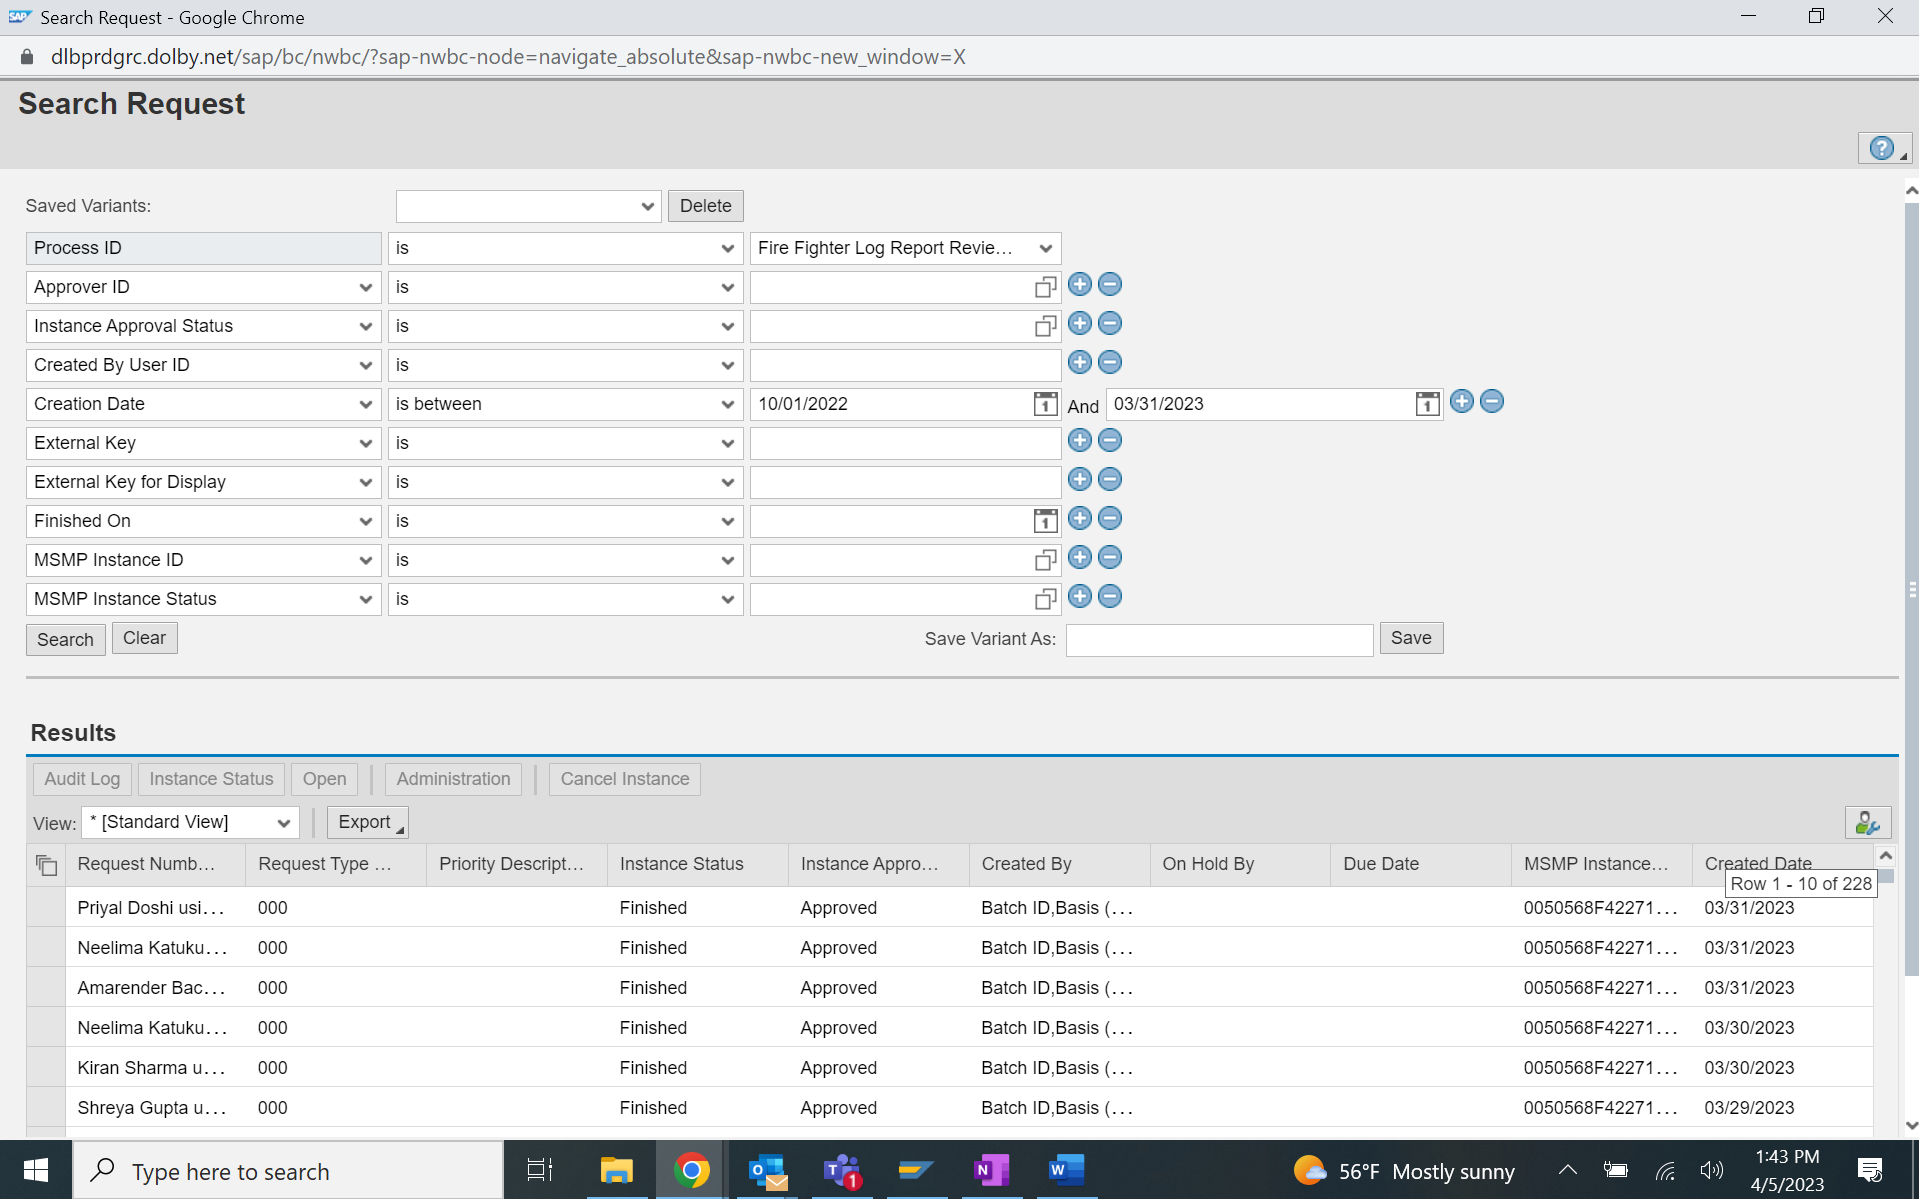 SAP Search Request - Google Chrome
dlbprdgrc.dolby.net/sap/bc/nwbc/?sap-nwbc-node=navigate_absolute&sap-nwbc-new_window=X
Search Request
?
Saved Variants: Delete
Process ID is Fire Fighter Log Report Revie...
Approver ID is
Instance Approval Status is
Created By User ID is
Creation Date is between 10/01/2022 1 And 03/31/2023 1
External Key is
External Key for Display is
Finished On is 1
MSMP Instance ID is
MSMP Instance Status is
Search Clear Save Variant As: Save
Results
Audit Log Instance Status Open Administration Cancel Instance
View: * [Standard View] Export
Request Numb... Request Type ... Priority Descript... Instance Status Instance Appro... Created By On Hold By Due Date MSMP Instance... Created Date
Row 1 - 10 of 228
Priyal Doshi usi... 000 Finished Approved Batch ID,Basis (... 0050568F42271... 03/31/2023
Neelima Katuku... 000 Finished Approved Batch ID,Basis (... 0050568F42271... 03/31/2023
Amarender Bac... 000 Finished Approved Batch ID,Basis (... 0050568F42271... 03/31/2023
Neelima Katuku... 000 Finished Approved Batch ID,Basis (... 0050568F42271... 03/30/2023
Kiran Sharma u... 000 Finished Approved Batch ID,Basis (... 0050568F42271... 03/30/2023
Shreya Gupta u... 000 Finished Approved Batch ID,Basis (... 0050568F42271... 03/29/2023
Type here to search O T 1 N W 56°F Mostly sunny 1:43 PM
4/5/2023